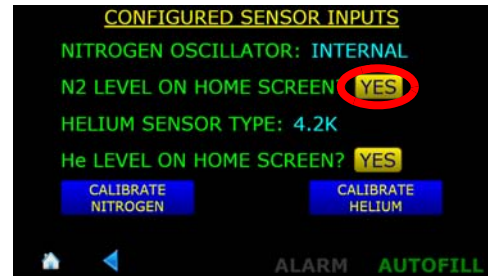 CONFIGURED SENSOR INPUTS
NITROGEN OSCILLATOR: INTERNAL
N2 LEVEL ON HOME SCREEN? YES
HELIUM SENSOR TYPE: 4.2K
He LEVEL ON HOME SCREEN? YES
CALIBRATE NITROGEN
CALIBRATE HELIUM
ALARM AUTOFILL